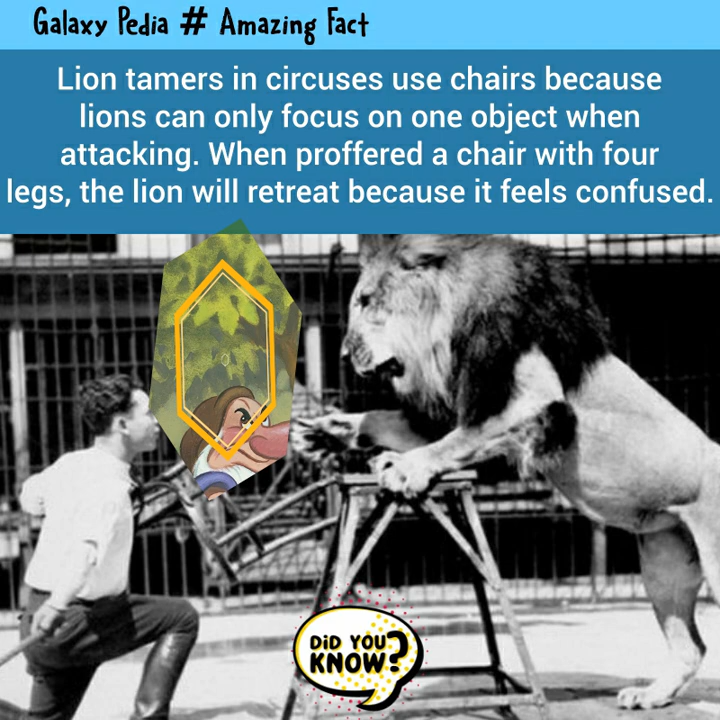 Galaxy Pedia # Amazing Fact
Lion tamers in circuses use chairs because
lions can only focus on one object when
attacking. When proffered a chair with four
legs, the lion will retreat because it feels confused.
DiD YOU
KNOW?